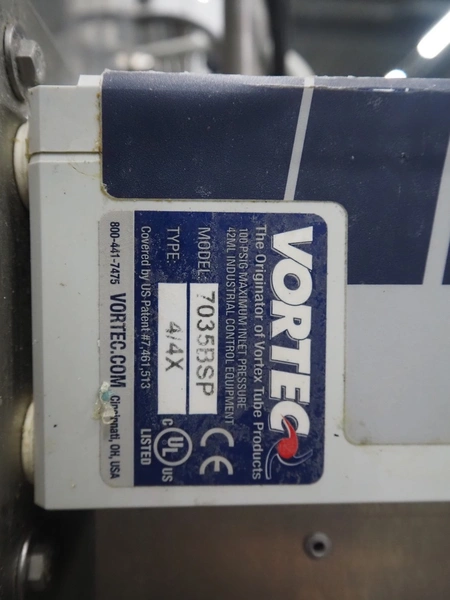 VORTEC
The Originator of Vortex Tube Products
100 PSIG MAXIMUM INLET PRESSURE
42ML INDUSTRIAL CONTROL EQUIPMENT
MODEL: 7035BSP
TYPE: 4/4X
CE
C UL US
LISTED
Covered by US Patent #7,461,513
800-441-7475 VORTEC.COM Cincinnati, OH, USA